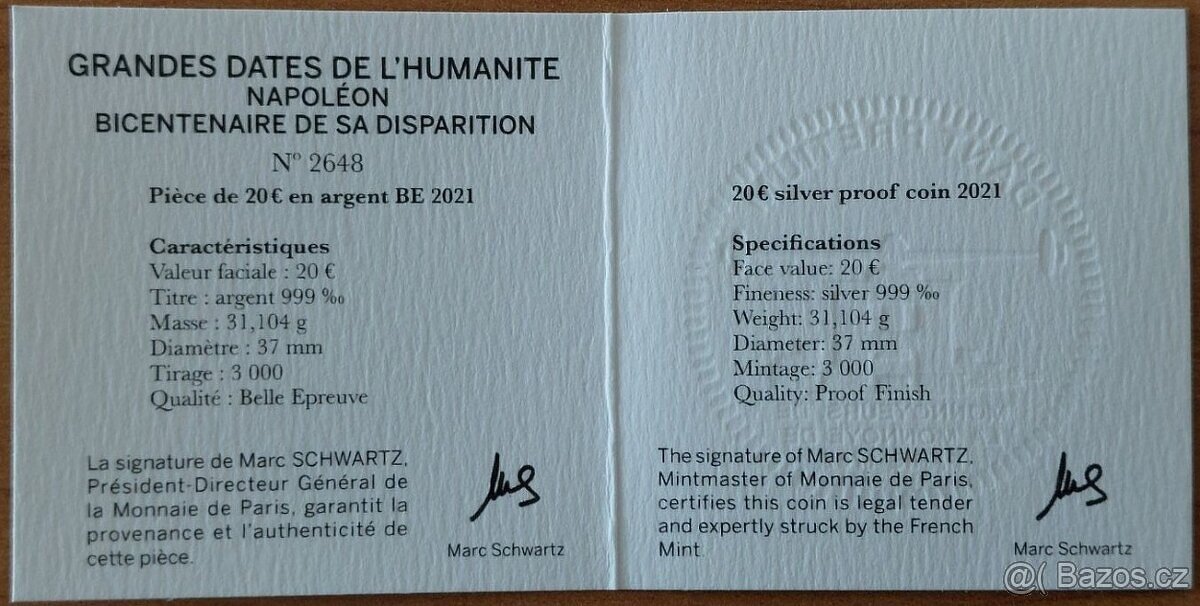 GRANDES DATES DE L'HUMANITE
NAPOLÉON
BICENTENAIRE DE SA DISPARITION
Nº 2648
Pièce de 20 € en argent BE 2021
Caractéristiques
Valeur faciale : 20 €
Titre : argent 999 ‰
Masse : 31,104 g
Diamètre : 37 mm
Tirage : 3 000
Qualité : Belle Epreuve
La signature de Marc SCHWARTZ,
Président-Directeur Général de
la Monnaie de Paris, garantit la
provenance et l'authenticité de
cette pièce.
Marc Schwartz
20 € silver proof coin 2021
Specifications
Face value: 20 €
Fineness: silver 999 ‰
Weight: 31,104 g
Diameter: 37 mm
Mintage: 3 000
Quality: Proof Finish
The signature of Marc SCHWARTZ,
Mintmaster of Monnaie de Paris,
certifies this coin is legal tender
and expertly struck by the French
Mint
Marc Schwartz
@( Bazos.cz